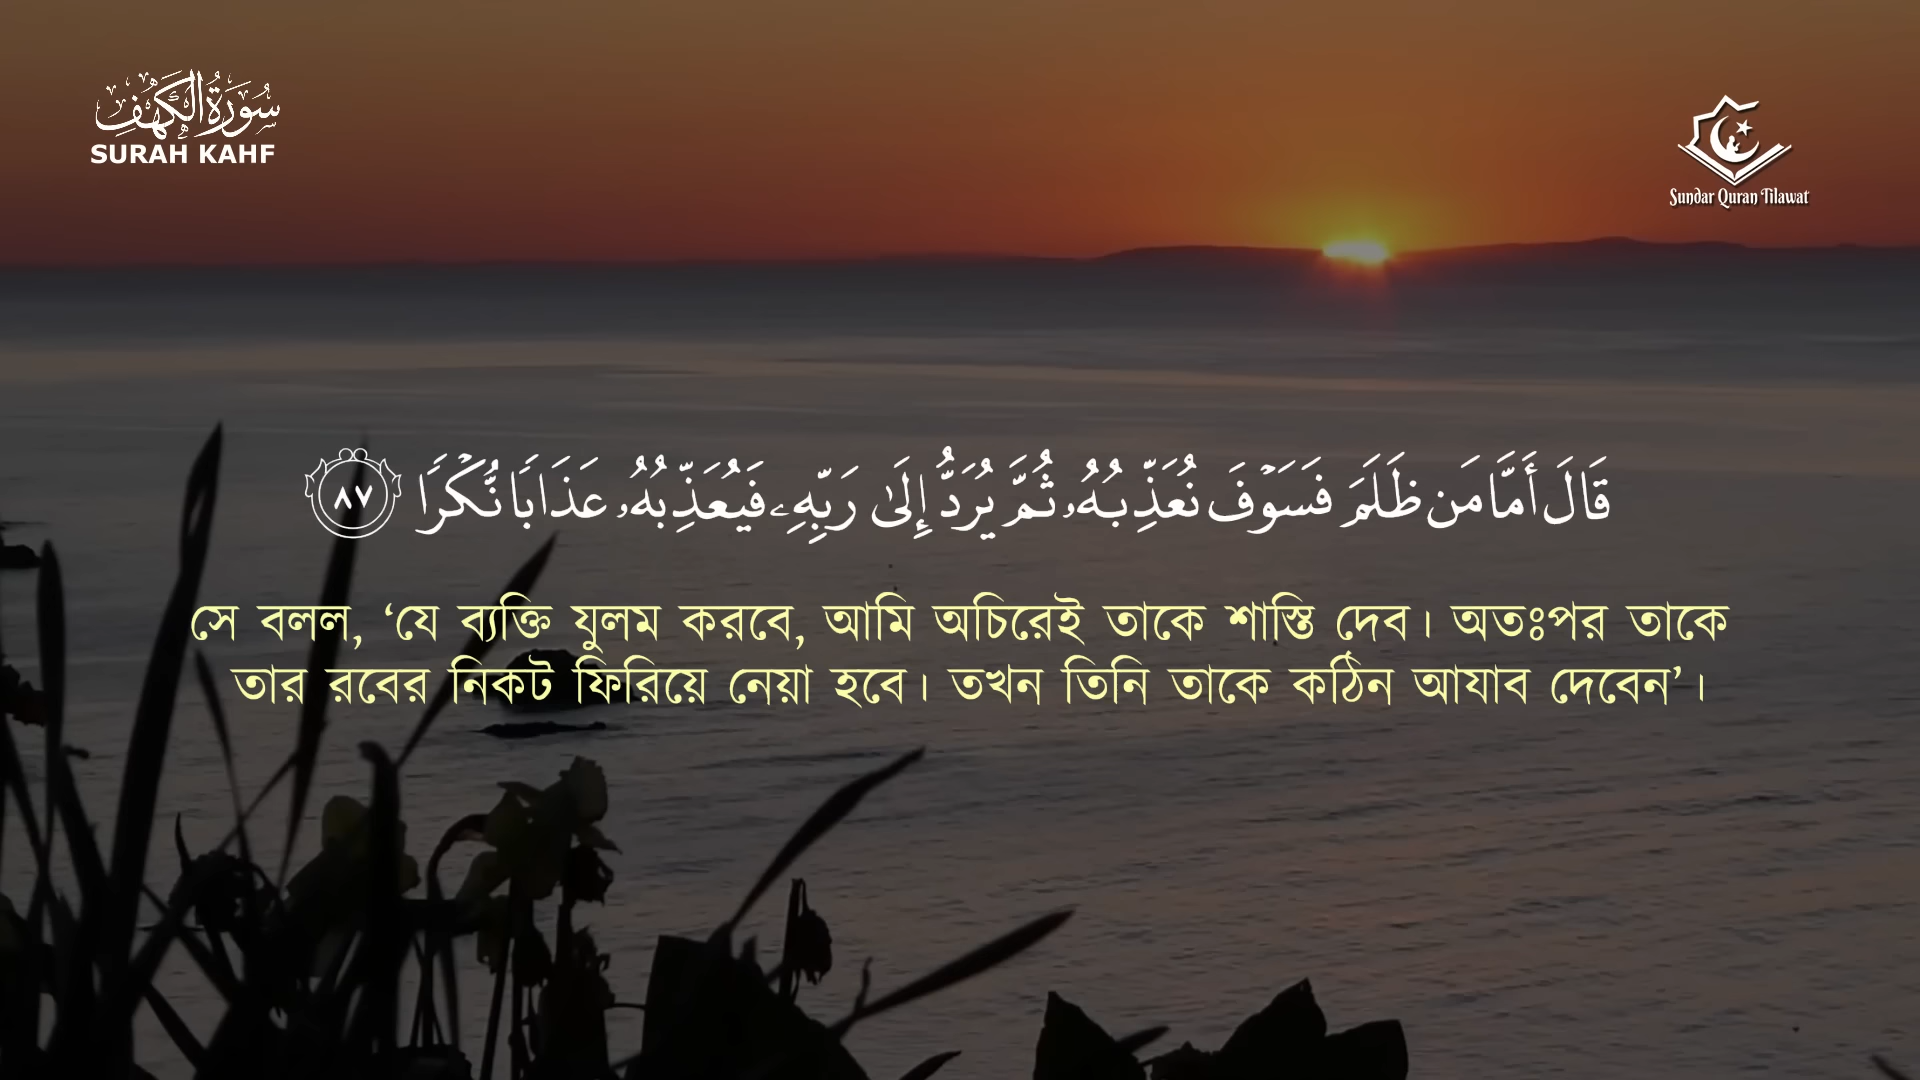 سُورَةُ الْكَهْفِ
SURAH KAHF
Sundar Quran Tilawat
قَالَ أَمَّا مَن ظَلَمَ فَسَوْفَ نُعَذِّبُهُۥ ثُمَّ يُرَدُّ إِلَىٰ رَبِّهِۦ فَيُعَذِّبُهُۥ عَذَابًا نُّكْرًا ٨٧
সে বলল, ‘যে ব্যক্তি যুলম করবে, আমি অচিরেই তাকে শাস্তি দেব। অতঃপর তাকে
তার রবের নিকট ফিরিয়ে নেয়া হবে। তখন তিনি তাকে কঠিন আযাব দেবেন’।